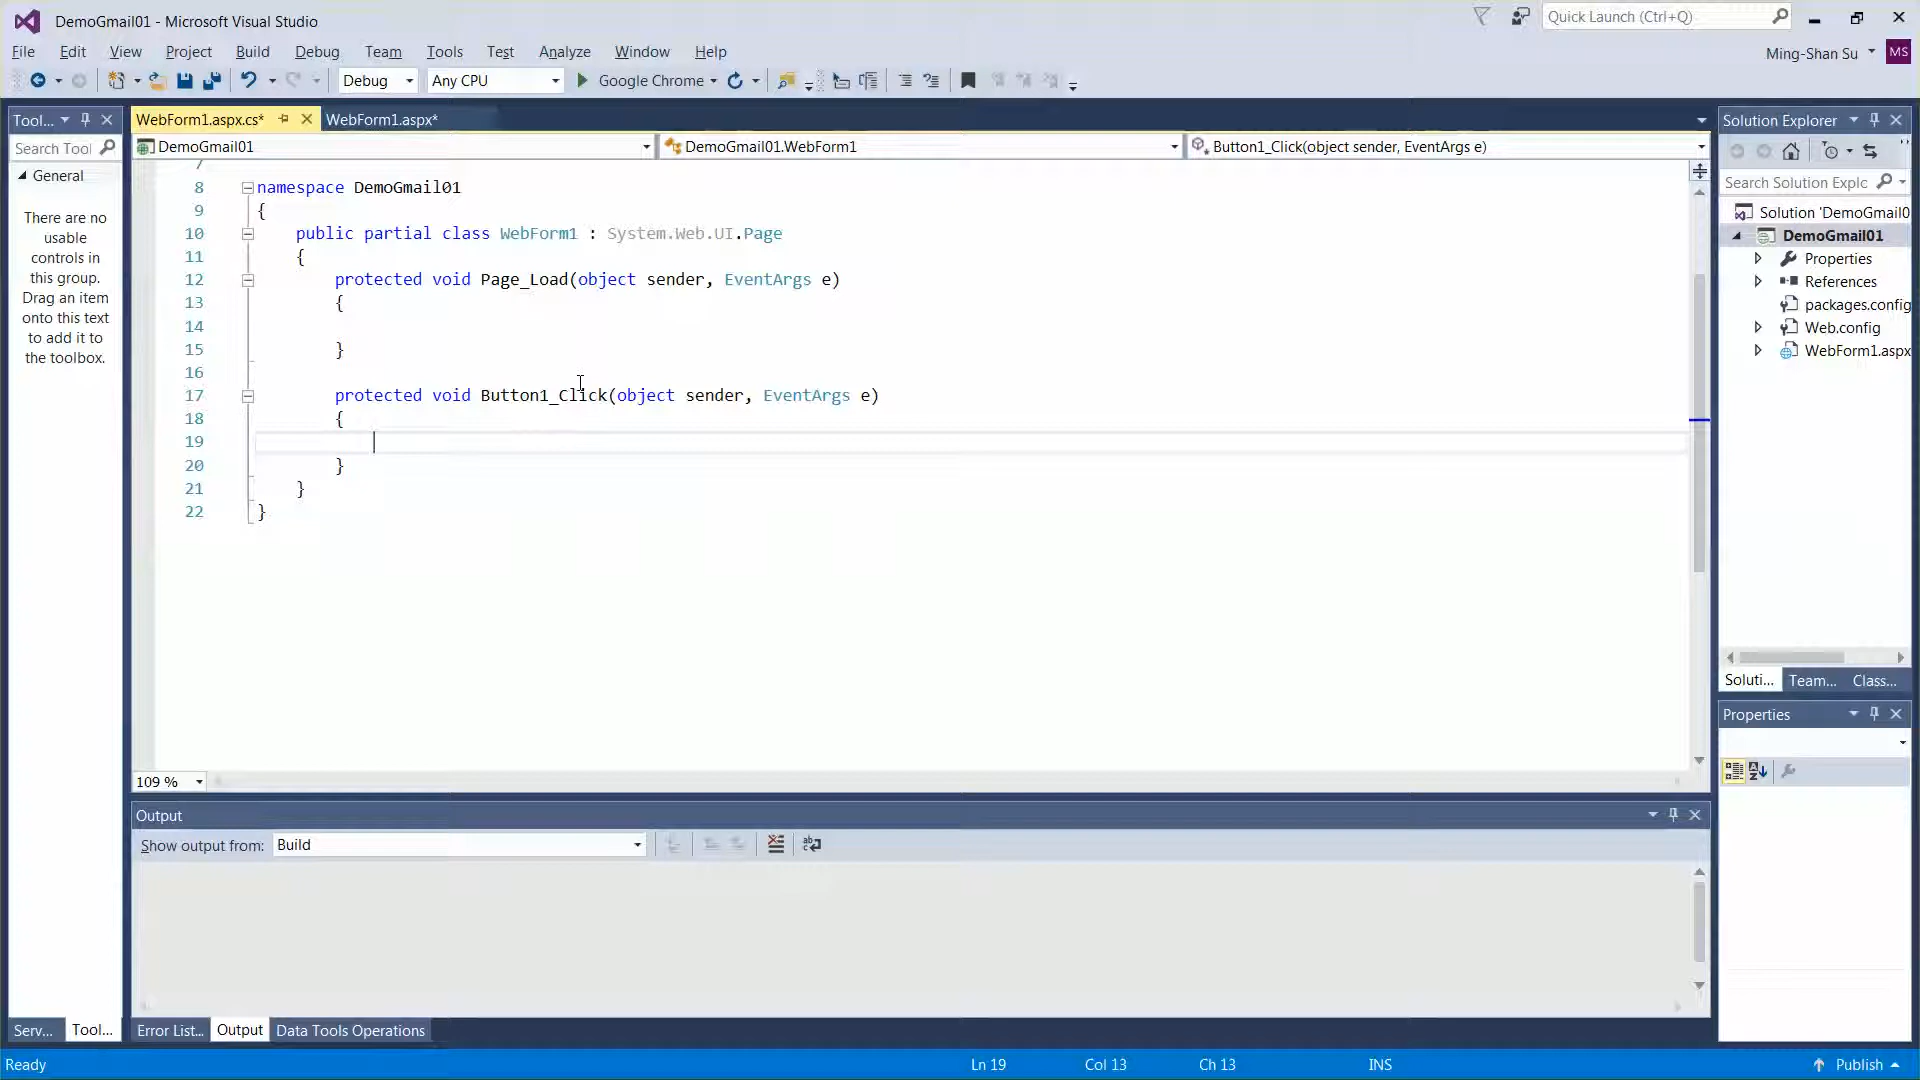 DemoGmail01 - Microsoft Visual Studio
Quick Launch (Ctrl+Q)
File Edit View Project Build Debug Team Tools Test Analyze Window Help
Ming-Shan Su MS
Debug Any CPU Google Chrome
Tool...
WebForm1.aspx.cs* WebForm1.aspx*
Solution Explorer
Search Tool
DemoGmail01 DemoGmail01.WebForm1 Button1_Click(object sender, EventArgs e)
General
There are no
usable
controls in
this group.
Drag an item
onto this text
to add it to
the toolbox.
7
8 namespace DemoGmail01
9 {
10 public partial class WebForm1 : System.Web.UI.Page
11 {
12 protected void Page_Load(object sender, EventArgs e)
13 {
14
15 }
16
17 protected void Button1_Click(object sender, EventArgs e)
18 {
19
20 }
21 }
22 }
Search Solution Explc
Solution 'DemoGmail0
DemoGmail01
Properties
References
packages.config
Web.config
WebForm1.aspx
Soluti... Team... Class...
Properties
109 %
Output
Show output from: Build
Serv... Tool... Error List... Output Data Tools Operations
Ready Ln 19 Col 13 Ch 13 INS Publish